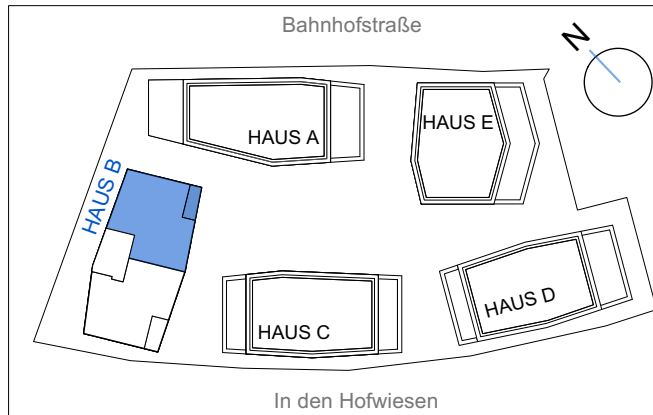 Bahnhofstraße
N
HAUS A
HAUS E
HAUS B
HAUS D
HAUS C
In den Hofwiesen